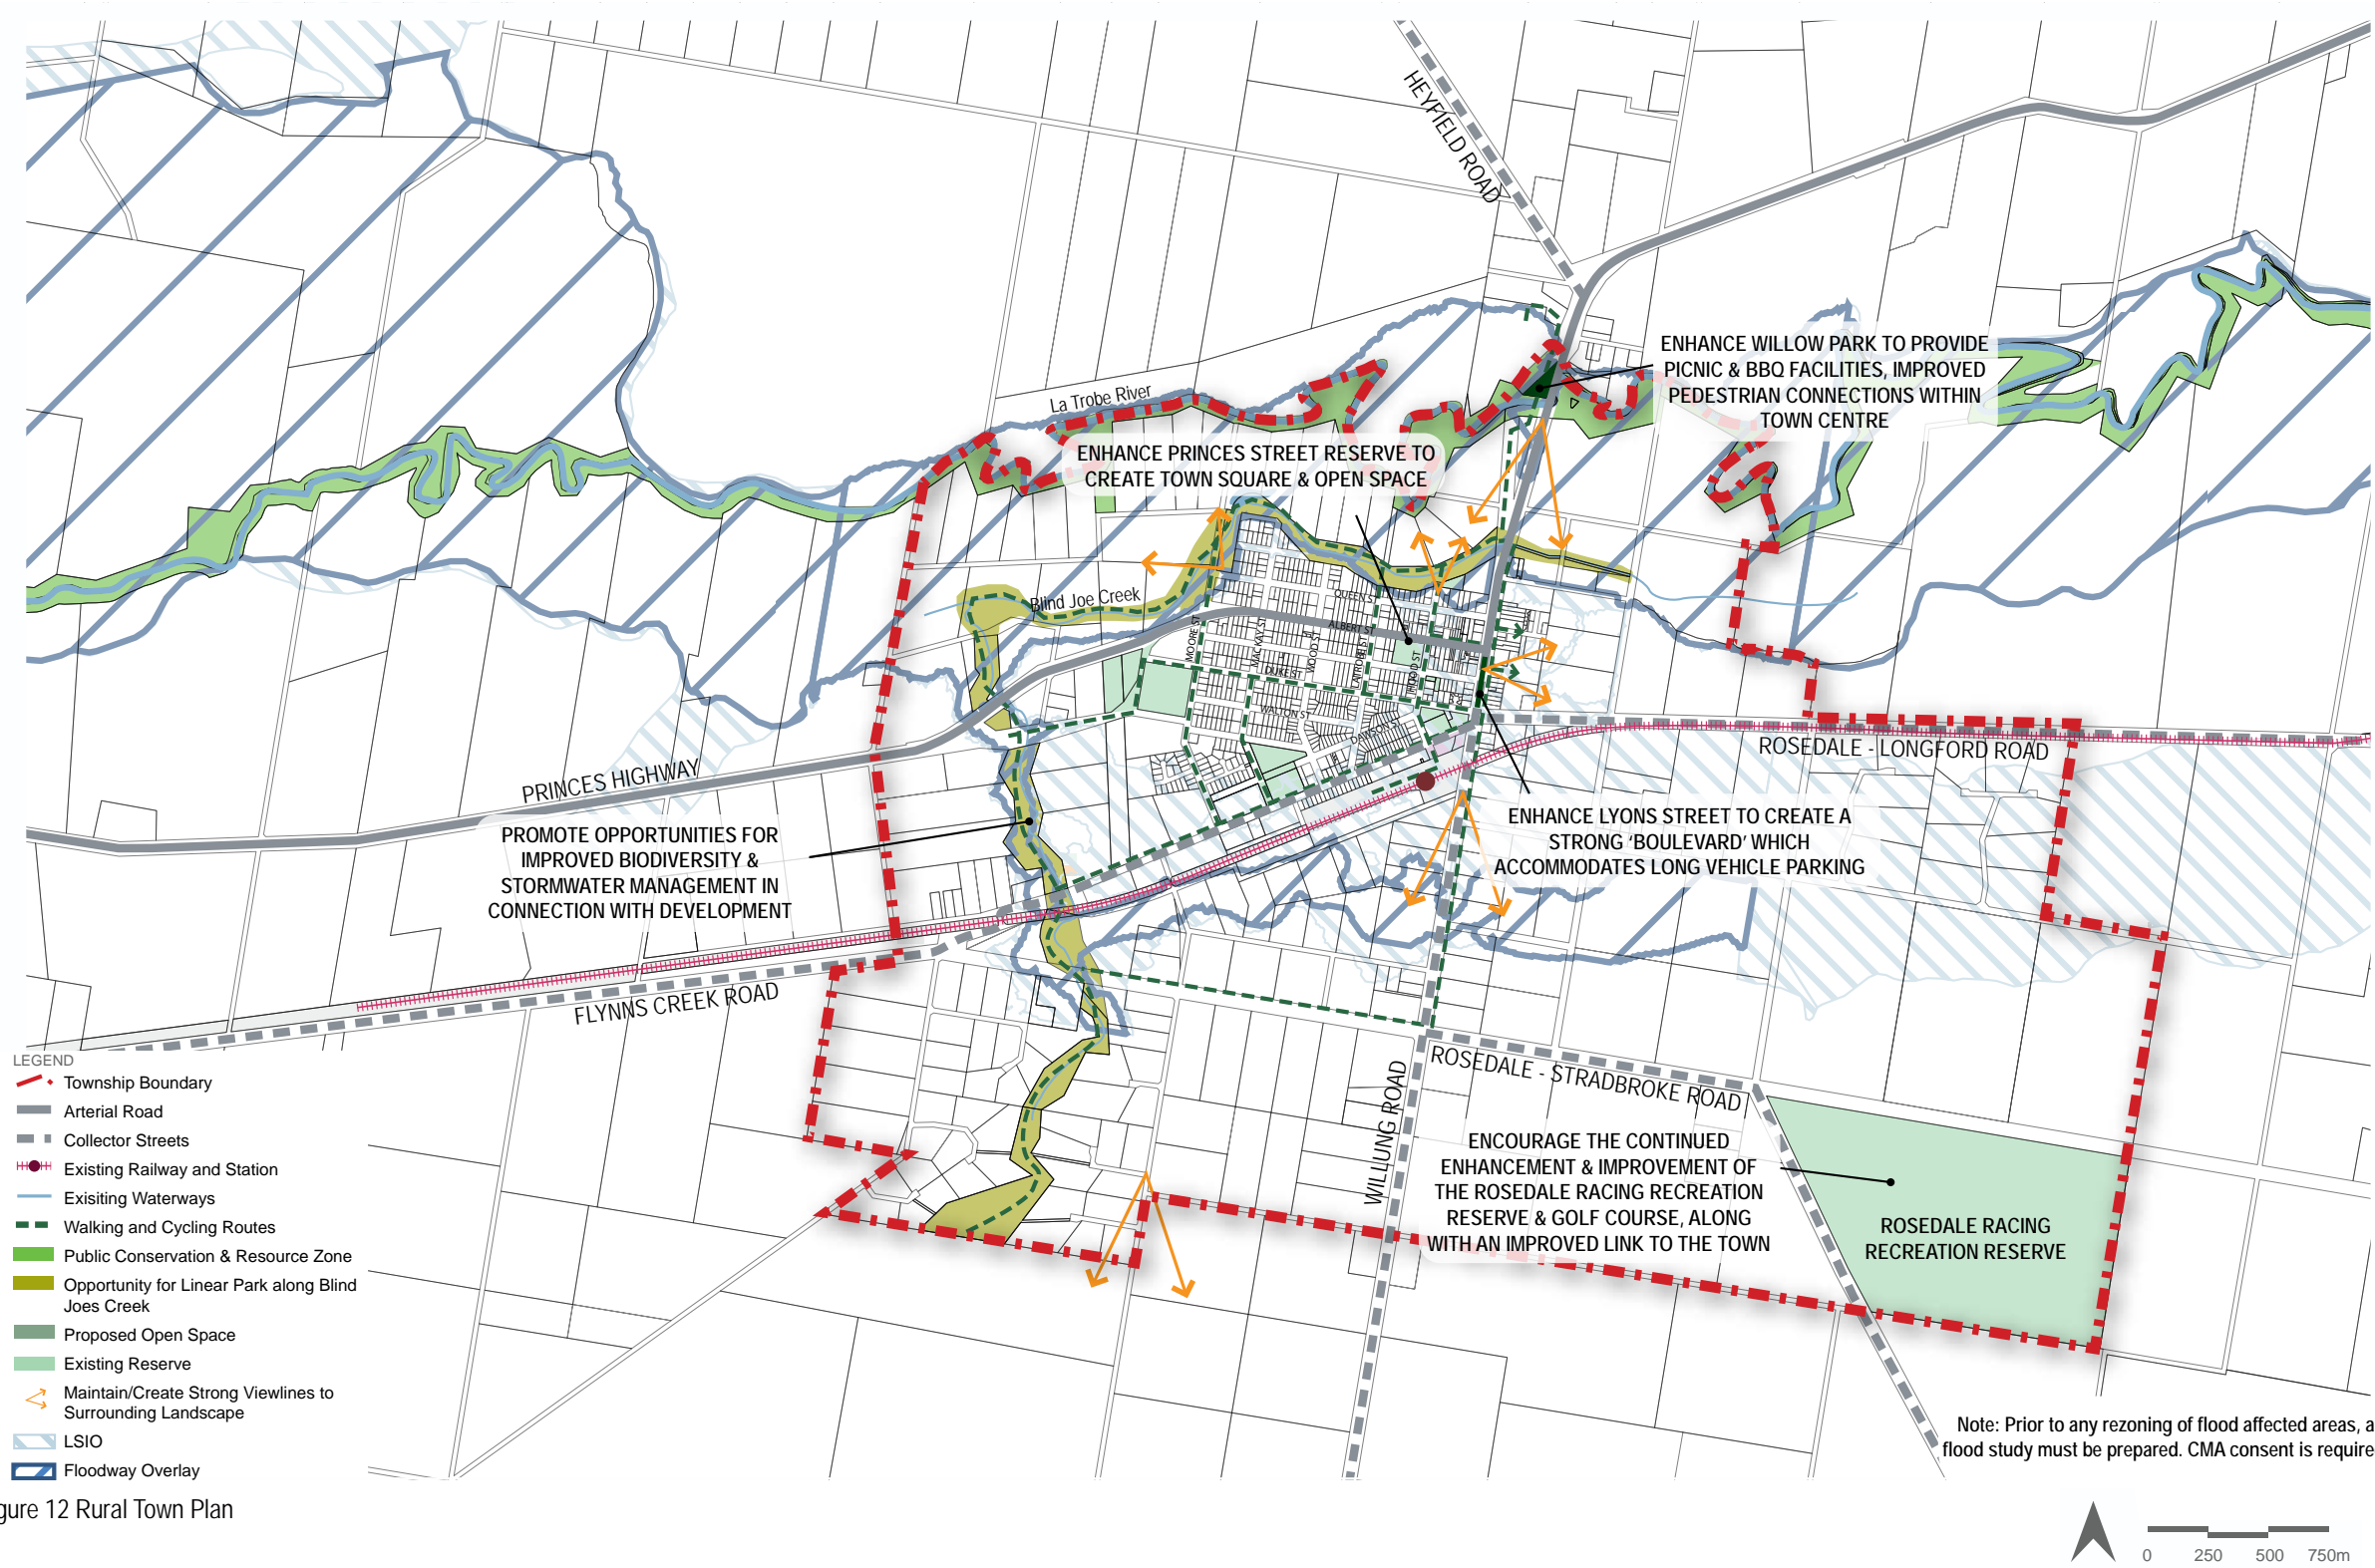 HEYFIELD ROAD
ENHANCE WILLOW PARK TO PROVIDE
PICNIC & BBQ FACILITIES, IMPROVED
PEDESTRIAN CONNECTIONS WITHIN
TOWN CENTRE
La Trobe River
ENHANCE PRINCES STREET RESERVE TO
CREATE TOWN SQUARE & OPEN SPACE
Blind Joe Creek
QUEEN S
ALBERT ST
MOORE ST
MACKAY ST
WOOD ST
LATROBE ST
HOOD ST
DUKE ST
WALTON ST
DAWSON
PRINCES HIGHWAY
ROSEDALE - LONGFORD ROAD
PROMOTE OPPORTUNITIES FOR
IMPROVED BIODIVERSITY &
STORMWATER MANAGEMENT IN
CONNECTION WITH DEVELOPMENT
ENHANCE LYONS STREET TO CREATE A
STRONG 'BOULEVARD' WHICH
ACCOMMODATES LONG VEHICLE PARKING
FLYNNS CREEK ROAD
ROSEDALE - STRADBROKE ROAD
WILLUNG ROAD
ENCOURAGE THE CONTINUED
ENHANCEMENT & IMPROVEMENT OF
THE ROSEDALE RACING RECREATION
RESERVE & GOLF COURSE, ALONG
WITH AN IMPROVED LINK TO THE TOWN
ROSEDALE RACING
RECREATION RESERVE
LEGEND
Township Boundary
Arterial Road
Collector Streets
Existing Railway and Station
Exisiting Waterways
Walking and Cycling Routes
Public Conservation & Resource Zone
Opportunity for Linear Park along Blind
Joes Creek
Proposed Open Space
Existing Reserve
Maintain/Create Strong Viewlines to
Surrounding Landscape
LSIO
Floodway Overlay
Note: Prior to any rezoning of flood affected areas, a
flood study must be prepared. CMA consent is require
gure 12 Rural Town Plan
0 250 500 750m